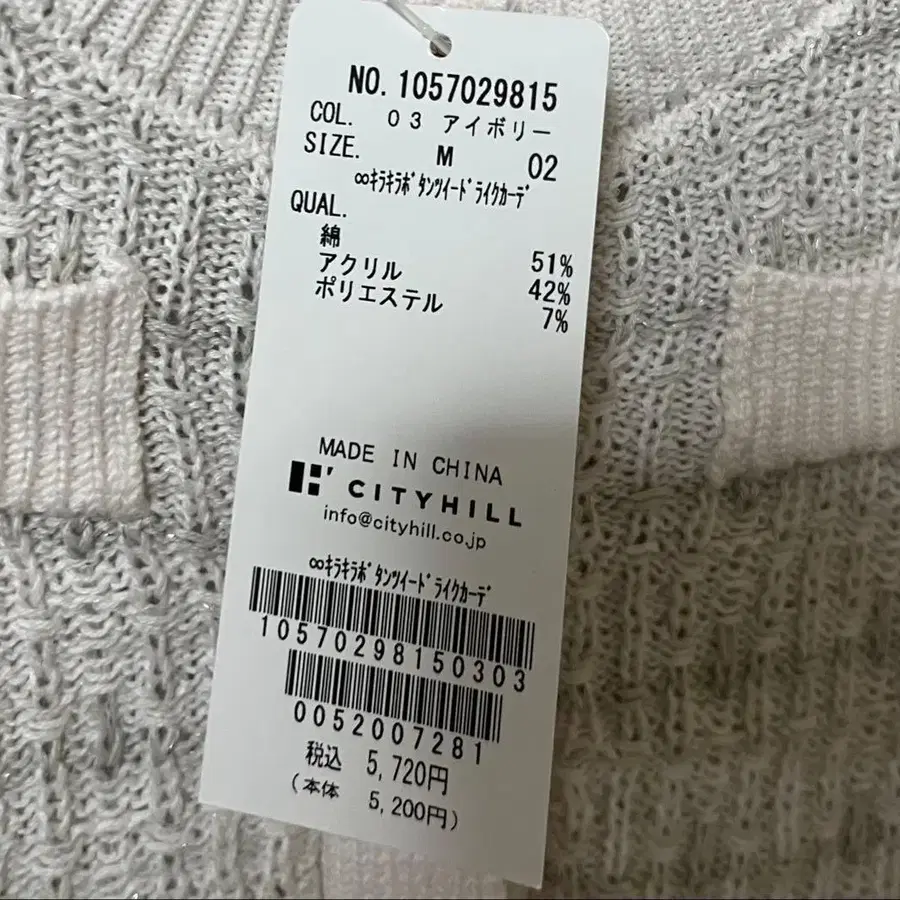 NO. 1057029815
COL. 03 アイボリー
SIZE. M 02
∞ｷﾗｷﾗﾎﾞﾀﾝﾂｲｰﾄﾞﾗｲｸｶｰﾃﾞ
QUAL.
綿 51%
アクリル 42%
ポリエステル 7%
MADE IN CHINA
CITYHILL
info@cityhill.co.jp
∞ｷﾗｷﾗﾎﾞﾀﾝﾂｲｰﾄﾞﾗｲｸｶｰﾃﾞ
10570298150303
0052007281
税込 5,720円
(本体 5,200円)